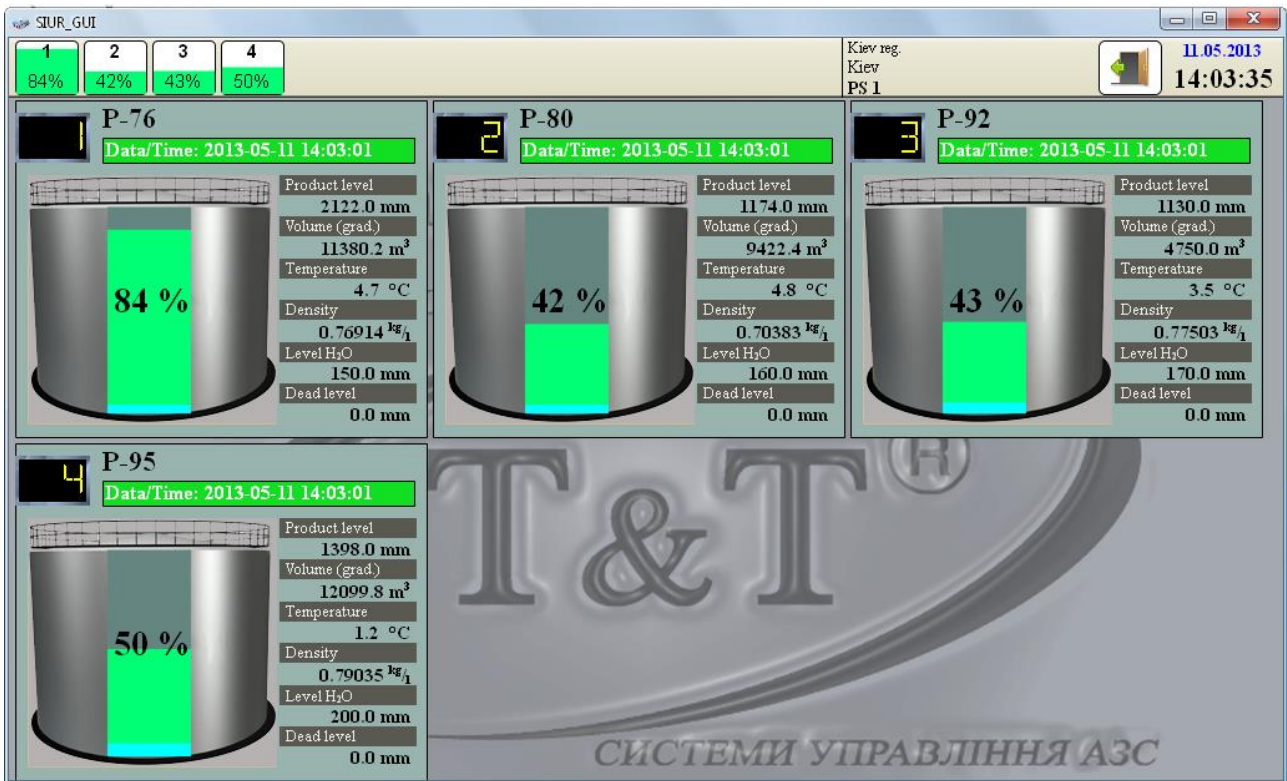 SIUR_GUI
1 2 3 4
84% 42% 43% 50%
Kiev reg.
Kiev
PS 1
11.05.2013
14:03:35
1 P-76
Data/Time: 2013-05-11 14:03:01
84 %
Product level
2122.0 mm
Volume (grad.)
11380.2 m³
Temperature
4.7 °C
Density
0.76914 kg/l
Level H₂O
150.0 mm
Dead level
0.0 mm
2 P-80
Data/Time: 2013-05-11 14:03:01
42 %
Product level
1174.0 mm
Volume (grad.)
9422.4 m³
Temperature
4.8 °C
Density
0.70383 kg/l
Level H₂O
160.0 mm
Dead level
0.0 mm
3 P-92
Data/Time: 2013-05-11 14:03:01
43 %
Product level
1130.0 mm
Volume (grad.)
4750.0 m³
Temperature
3.5 °C
Density
0.77503 kg/l
Level H₂O
170.0 mm
Dead level
0.0 mm
4 P-95
Data/Time: 2013-05-11 14:03:01
50 %
Product level
1398.0 mm
Volume (grad.)
12099.8 m³
Temperature
1.2 °C
Density
0.79035 kg/l
Level H₂O
200.0 mm
Dead level
0.0 mm
T&T®
СИСТЕМИ УПРАВЛІННЯ АЗС